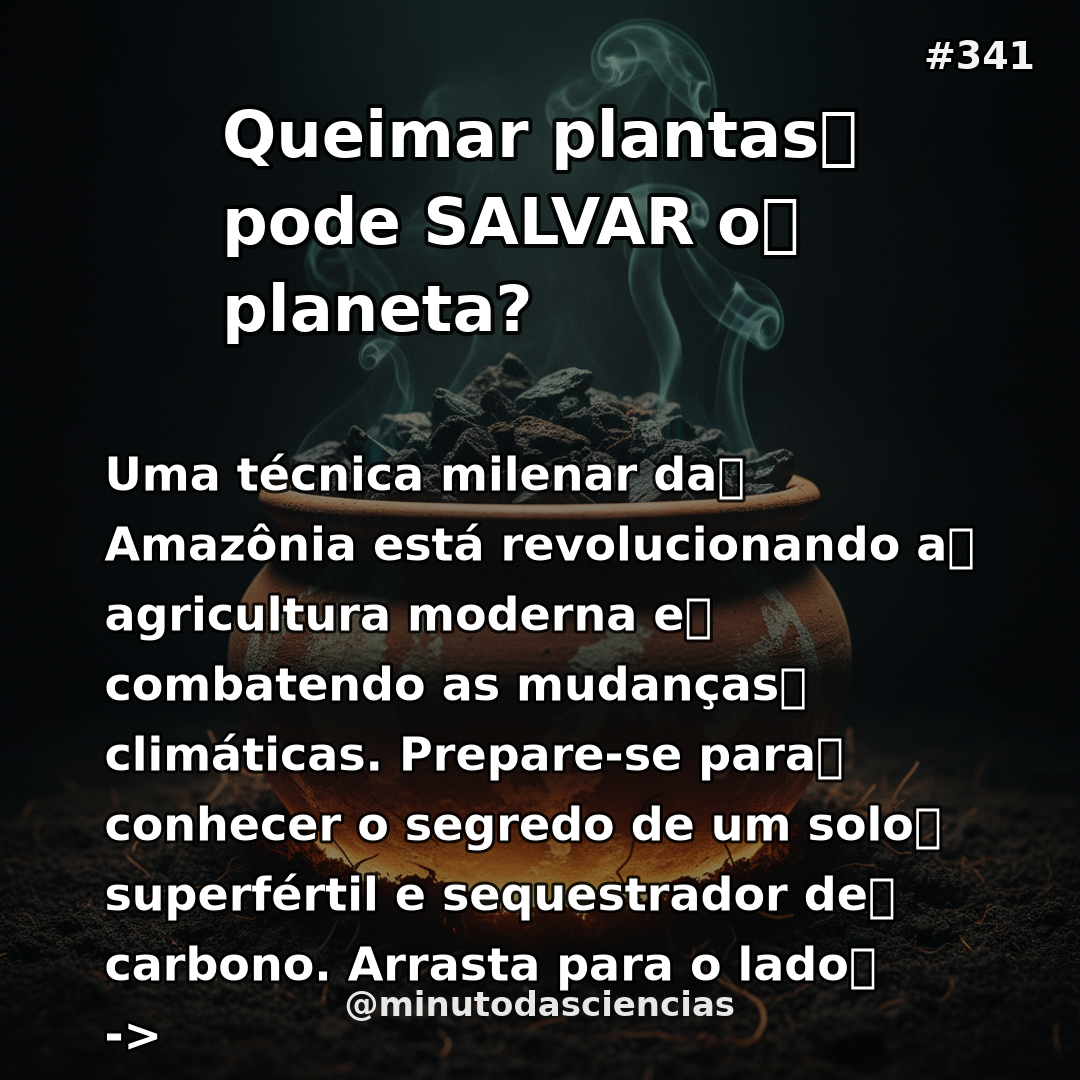 #341
Queimar plantas▯
pode SALVAR o▯
planeta?
Uma técnica milenar da▯
Amazônia está revolucionando a▯
agricultura moderna e▯
combatendo as mudanças▯
climáticas. Prepare-se para▯
conhecer o segredo de um solo▯
superfértil e sequestrador de▯
carbono. Arrasta para o lado▯
@minutodasciencias
->